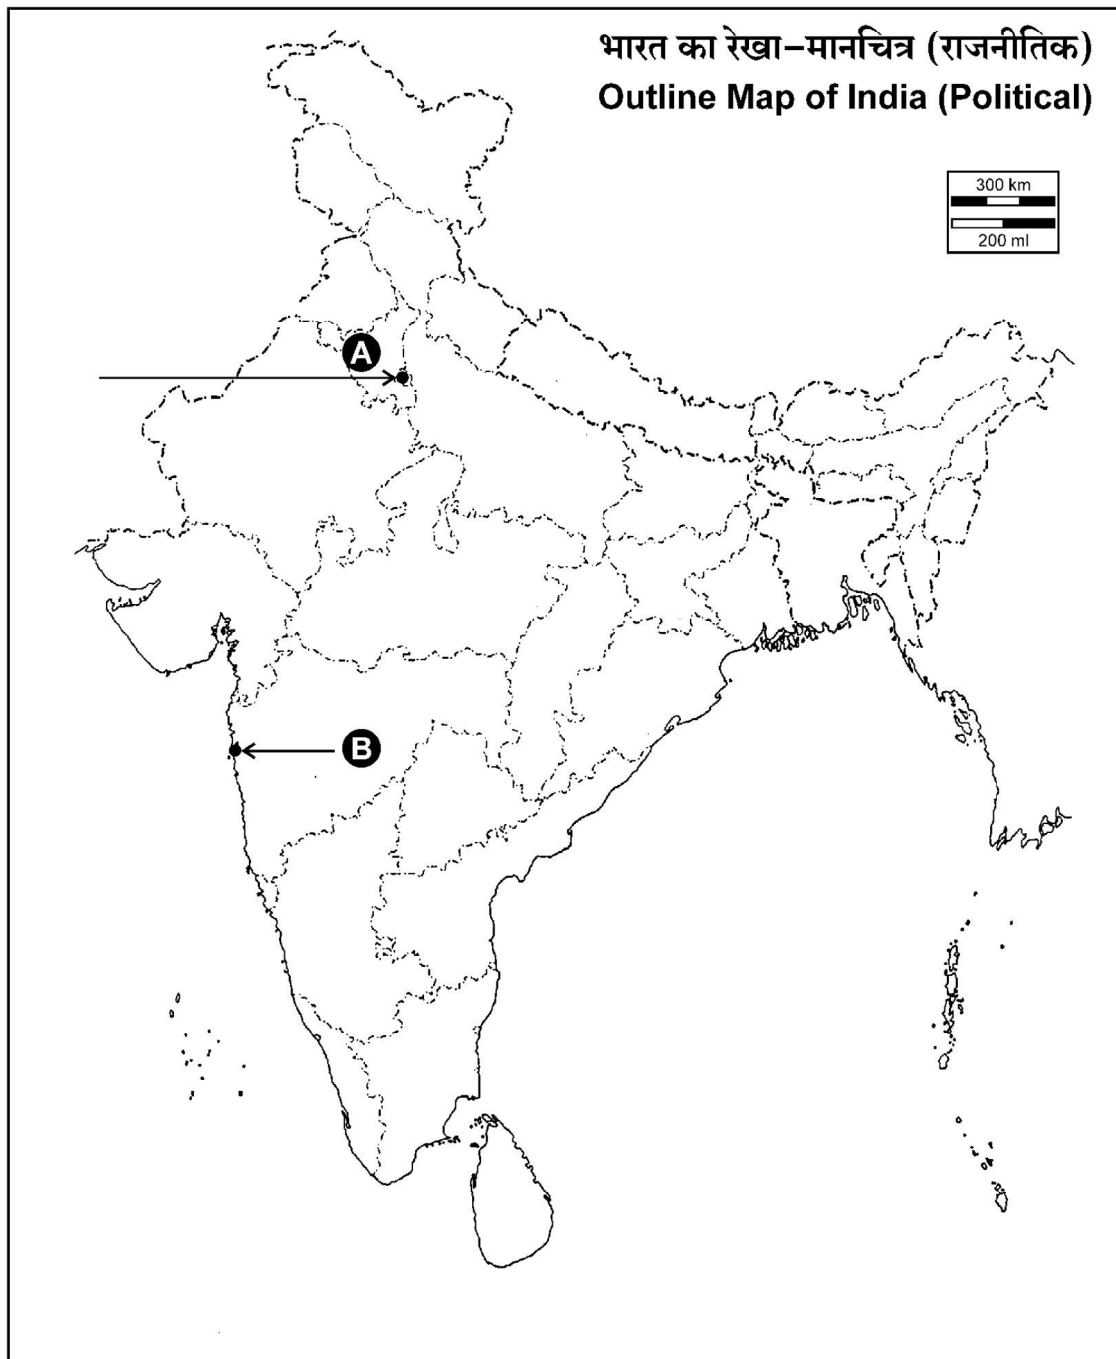 भारत का रेखा–मानचित्र (राजनीतिक)
Outline Map of India (Political)
300 km
200 ml
A
B